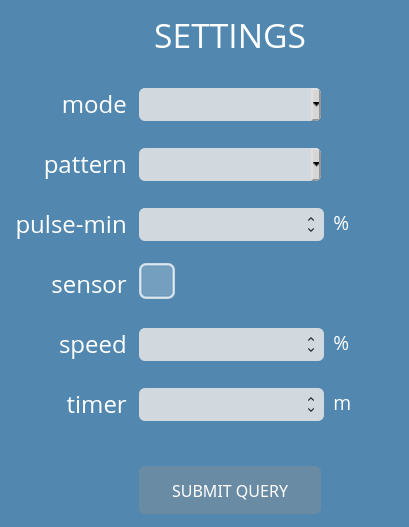 SETTINGS
mode
pattern
pulse-min %
sensor
speed %
timer m
SUBMIT QUERY